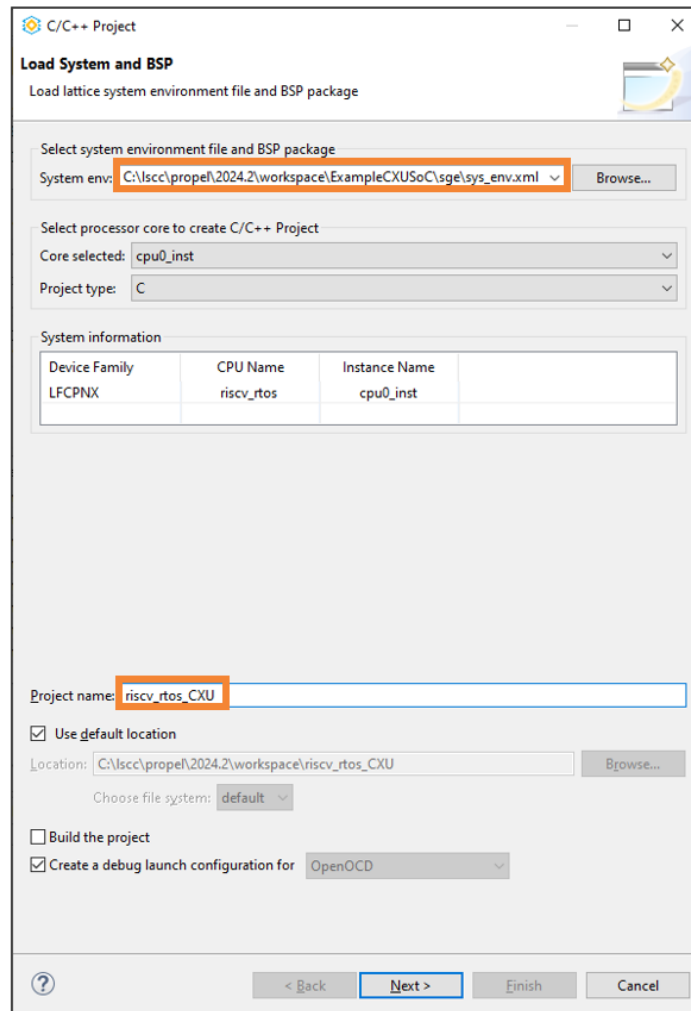 C/C++ Project
Load System and BSP
Load lattice system environment file and BSP package
Select system environment file and BSP package
System env: C:\lscc\propel\2024.2\workspace\ExampleCXUSoC\sge\sys_env.xml Browse...
Select processor core to create C/C++ Project
Core selected: cpu0_inst
Project type: C
System information
Device Family CPU Name Instance Name
LFCPNX riscv_rtos cpu0_inst
Project name: riscv_rtos_CXU
Use default location
Location: C:\lscc\propel\2024.2\workspace\riscv_rtos_CXU Browse...
Choose file system: default
Build the project
Create a debug launch configuration for OpenOCD
? < Back Next > Finish Cancel